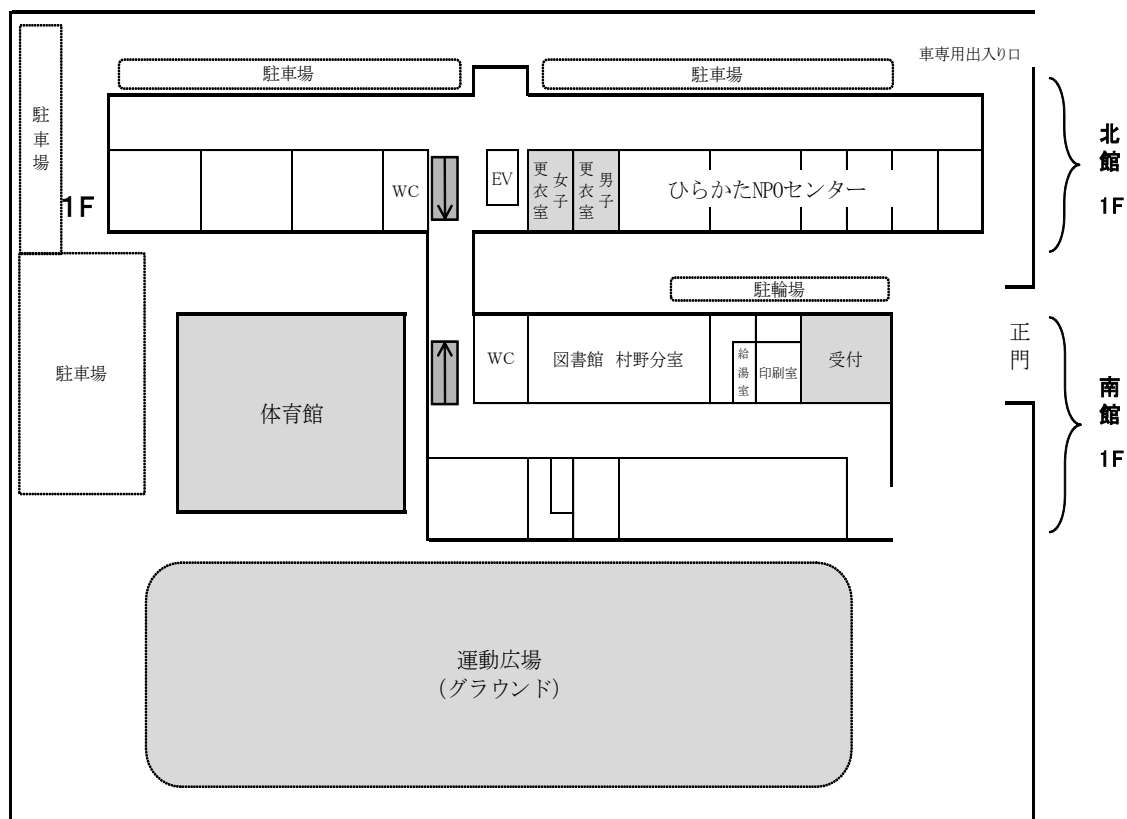 車専用出入り口
駐車場
駐車場
駐車場
北館
1F
1F
WC
EV
女子
更衣室
男子
更衣室
ひらかたNPOセンター
駐輪場
正門
駐車場
体育館
WC
図書館 村野分室
給湯室
印刷室
受付
南館
1F
運動広場
(グラウンド)